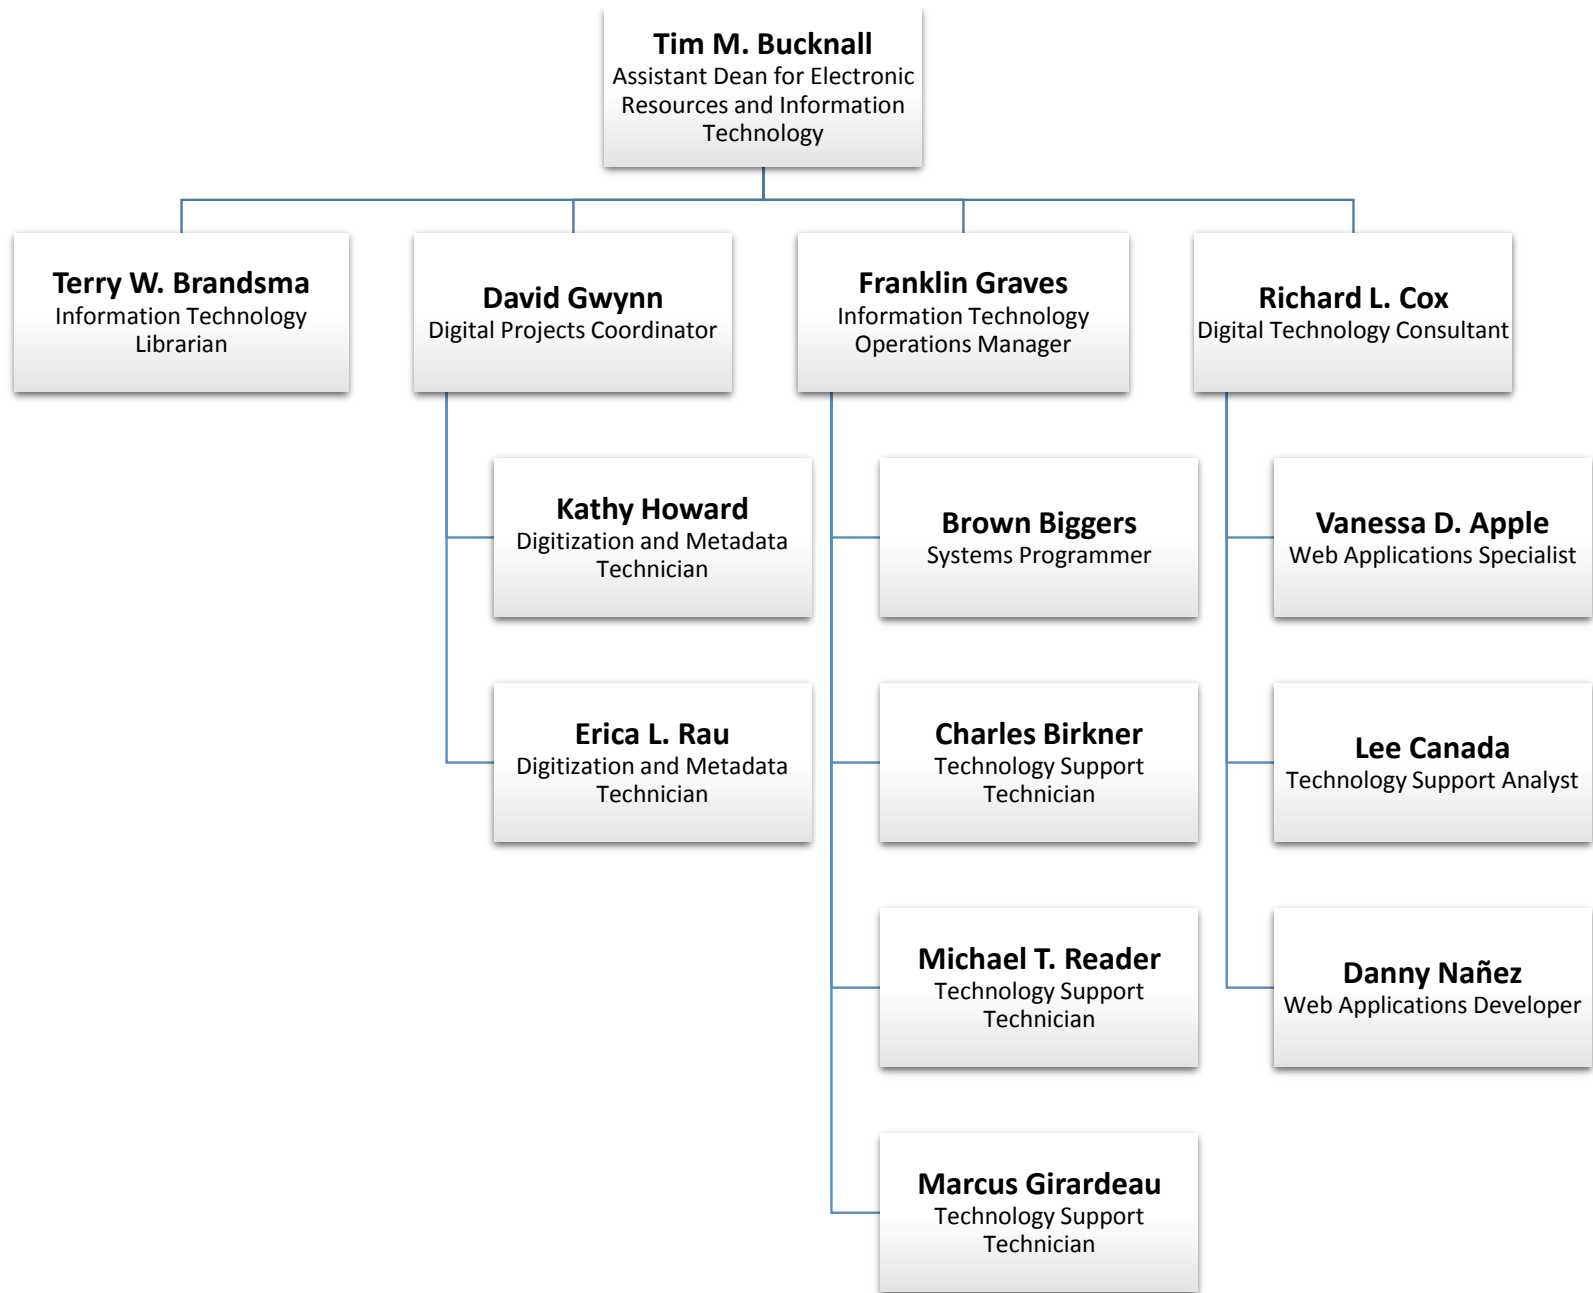 Tim M. Bucknall
Assistant Dean for Electronic
Resources and Information
Technology
Terry W. Brandsma
Information Technology
Librarian
David Gwynn
Digital Projects Coordinator
Franklin Graves
Information Technology
Operations Manager
Richard L. Cox
Digital Technology Consultant
Kathy Howard
Digitization and Metadata
Technician
Erica L. Rau
Digitization and Metadata
Technician
Brown Biggers
Systems Programmer
Charles Birkner
Technology Support
Technician
Michael T. Reader
Technology Support
Technician
Marcus Girardeau
Technology Support
Technician
Vanessa D. Apple
Web Applications Specialist
Lee Canada
Technology Support Analyst
Danny Nañez
Web Applications Developer